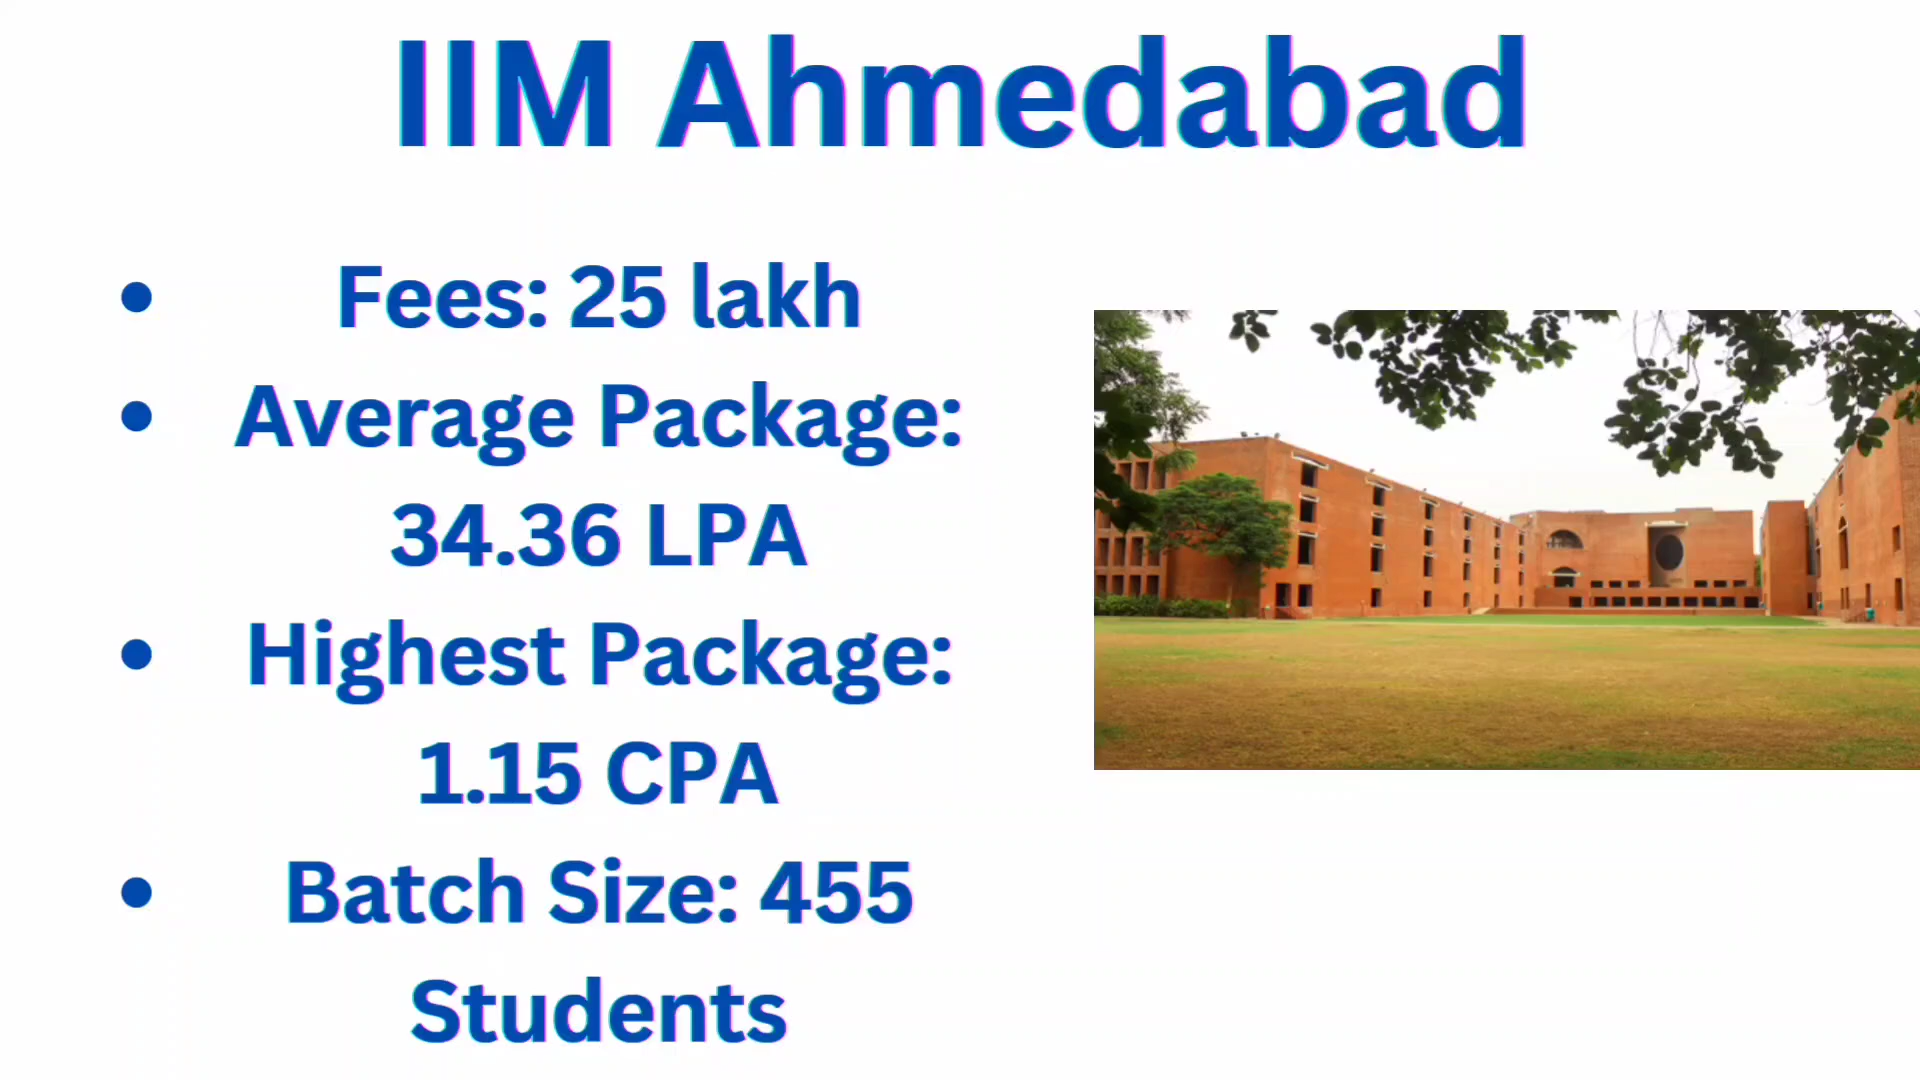 IIM Ahmedabad
• Fees: 25 lakh
• Average Package:
34.36 LPA
• Highest Package:
1.15 CPA
• Batch Size: 455
Students